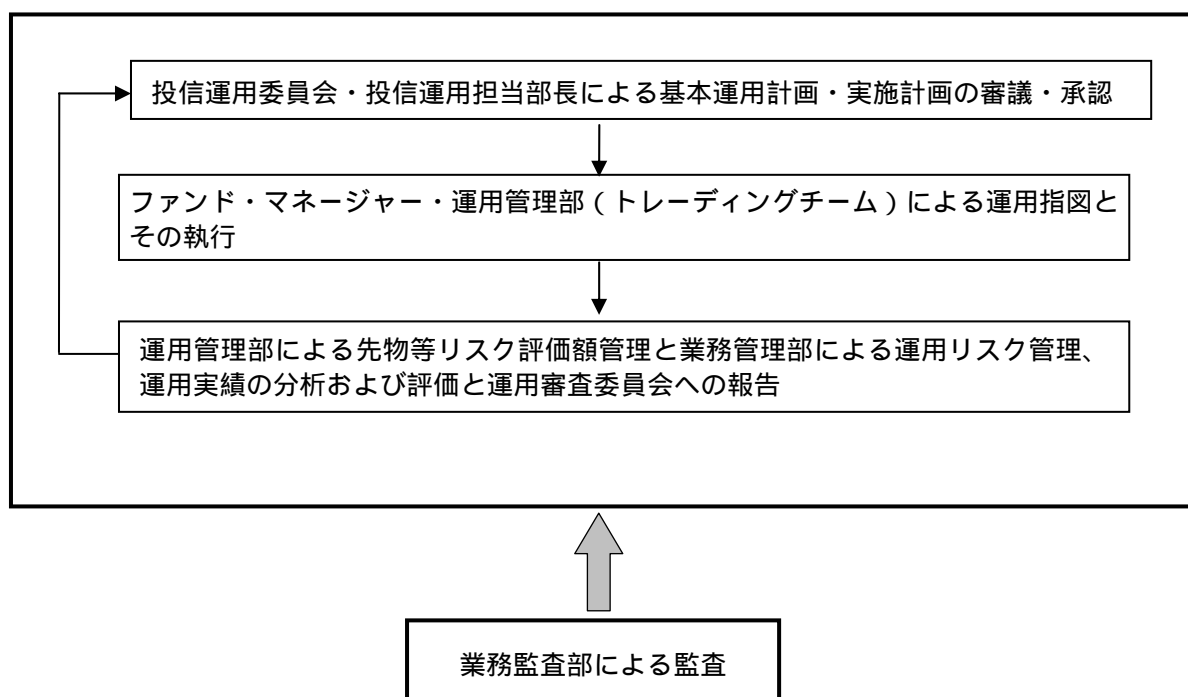 投信運用委員会・投信運用担当部長による基本運用計画・実施計画の審議・承認
ファンド・マネージャー・運用管理部（トレーディングチーム）による運用指図と
その執行
運用管理部による先物等リスク評価額管理と業務管理部による運用リスク管理、
運用実績の分析および評価と運用審査委員会への報告
業務監査部による監査